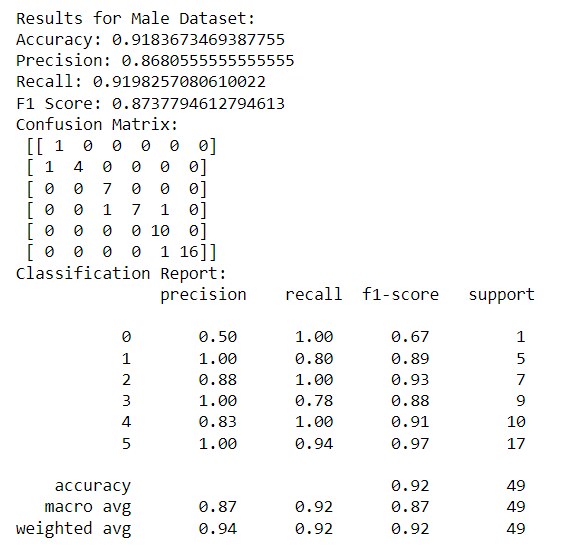 Results for Male Dataset:
Accuracy: 0.9183673469387755
Precision: 0.8680555555555555
Recall: 0.9198257080610022
F1 Score: 0.8737794612794613
Confusion Matrix:
[[ 1 0 0 0 0 0]
[ 1 4 0 0 0 0]
[ 0 0 7 0 0 0]
[ 0 0 1 7 1 0]
[ 0 0 0 0 10 0]
[ 0 0 0 0 1 16]]
Classification Report:
precision recall f1-score support
0 0.50 1.00 0.67 1
1 1.00 0.80 0.89 5
2 0.88 1.00 0.93 7
3 1.00 0.78 0.88 9
4 0.83 1.00 0.91 10
5 1.00 0.94 0.97 17
accuracy 0.92 49
macro avg 0.87 0.92 0.87 49
weighted avg 0.94 0.92 0.92 49